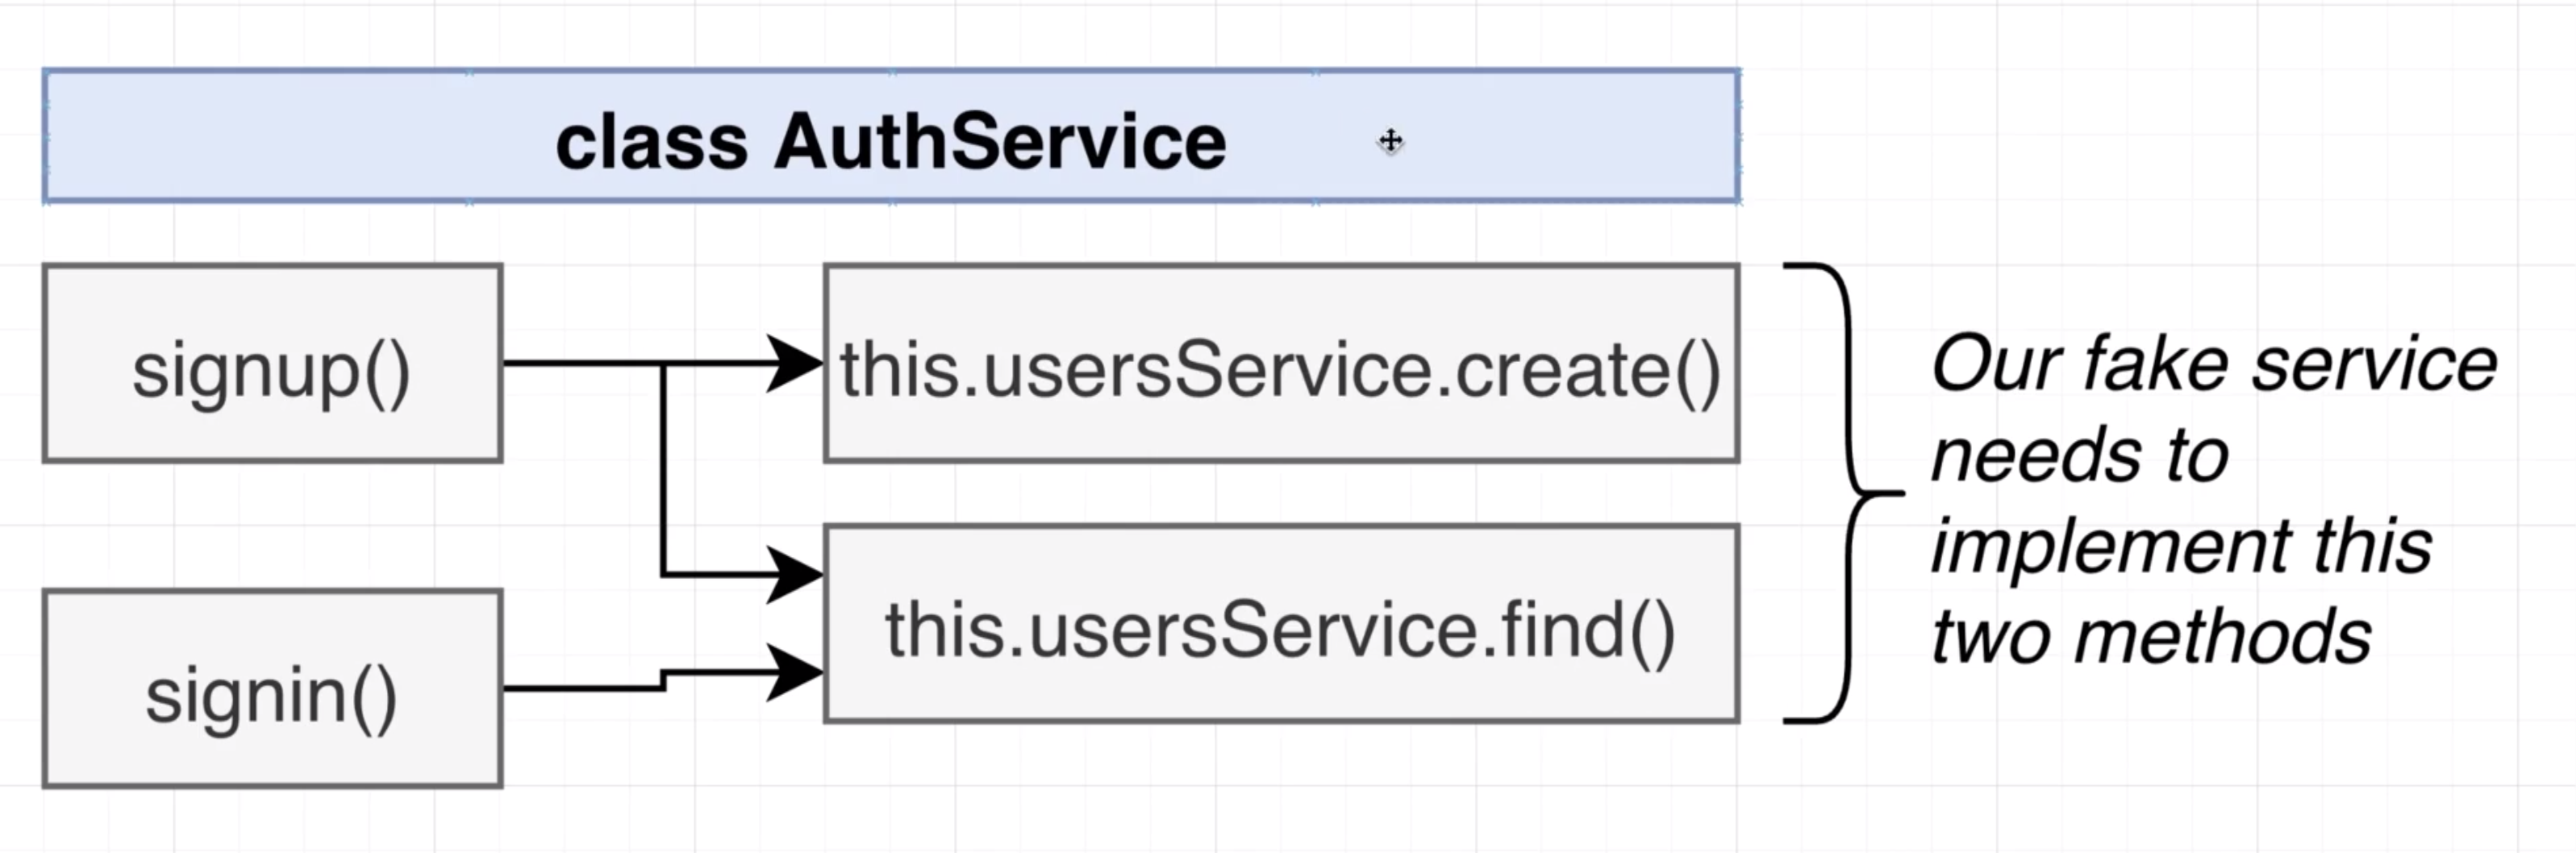 class AuthService
signup()
this.usersService.create()
signin()
this.usersService.find()
Our fake service
needs to
implement this
two methods